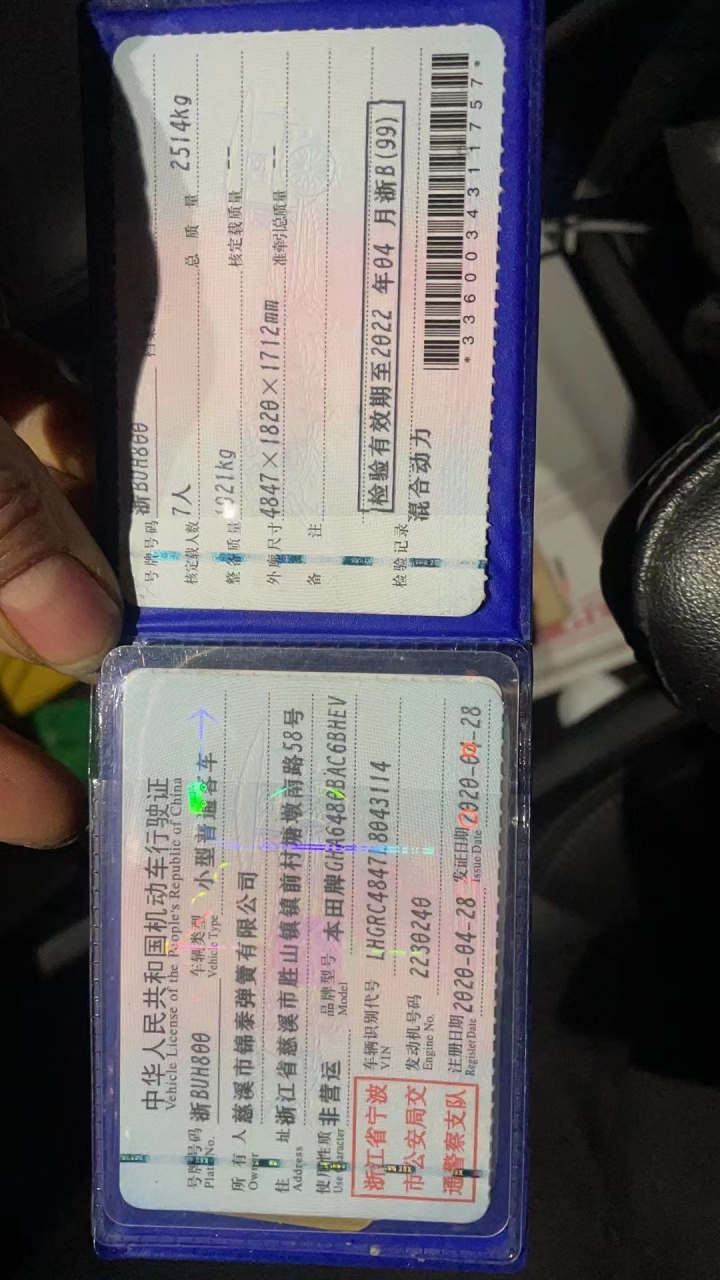 中华人民共和国机动车行驶证
Vehicle License of the People's Republic of China
号牌号码 浙BUH800 车辆类型 小型普通客车
Plate No. Vehicle Type
所有人 慈溪市锦泰弹簧有限公司
Owner
住址 浙江省慈溪市胜山镇镇前村塘墩南路58号
Address
使用性质 非营运 品牌型号 本田牌
Use Character Model
浙江省宁波
市公安局交
通警察支队
车辆识别代号
VIN
发动机号码 2230240
Engine No.
注册日期 2020-04-28 发证日期 2020-04-28
Register Date Issue Date
号牌号码 浙BUH800
核定载人数 7人 总质量 2514kg
整备质量 核定载质量 --
外廓尺寸 4847×1820×1712mm 准牵引总质量 --
备注
检验有效期至2022年04月浙B(99)
检验记录
混合动力
*3360034311757*